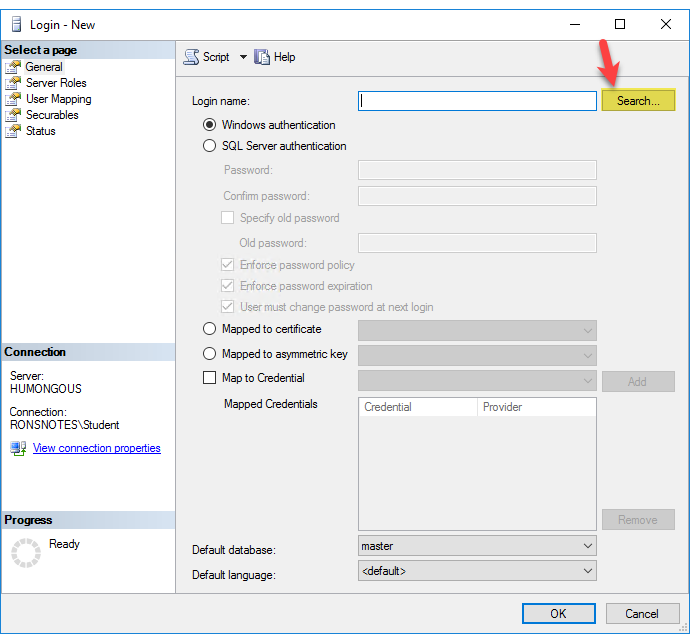 Login - New
Select a page
General
Server Roles
User Mapping
Securables
Status
Script
Help
Login name:
Search...
Windows authentication
SQL Server authentication
Password:
Confirm password:
Specify old password
Old password:
Enforce password policy
Enforce password expiration
User must change password at next login
Mapped to certificate
Mapped to asymmetric key
Map to Credential
Add
Mapped Credentials
Credential Provider
Remove
Default database: master
Default language: <default>
Connection
Server:
HUMONGOUS
Connection:
RONSNOTES\Student
View connection properties
Progress
Ready
OK
Cancel